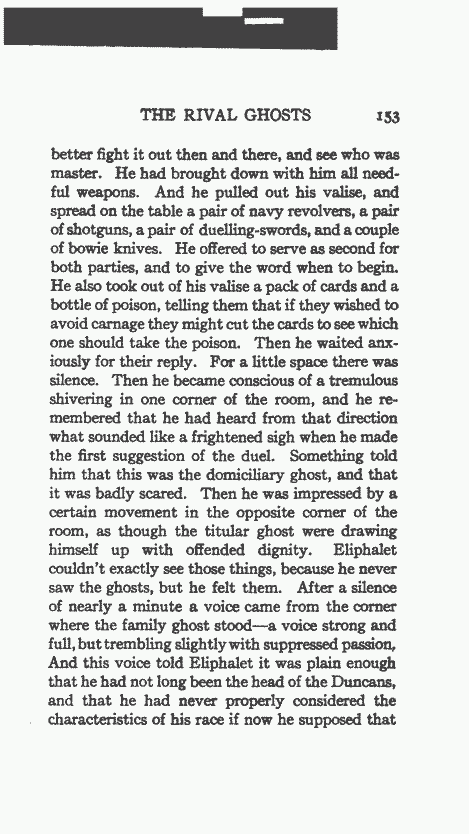 THE RIVAL GHOSTS 153
better fight it out then and there, and see who was
master. He had brought down with him all need-
ful weapons. And he pulled out his valise, and
spread on the table a pair of navy revolvers, a pair
of shotguns, a pair of duelling-swords, and a couple
of bowie knives. He offered to serve as second for
both parties, and to give the word when to begin.
He also took out of his valise a pack of cards and a
bottle of poison, telling them that if they wished to
avoid carnage they might cut the cards to see which
one should take the poison. Then he waited anx-
iously for their reply. For a little space there was
silence. Then he became conscious of a tremulous
shivering in one corner of the room, and he re-
membered that he had heard from that direction
what sounded like a frightened sigh when he made
the first suggestion of the duel. Something told
him that this was the domiciliary ghost, and that
it was badly scared. Then he was impressed by a
certain movement in the opposite corner of the
room, as though the titular ghost were drawing
himself up with offended dignity. Eliphalet
couldn't exactly see those things, because he never
saw the ghosts, but he felt them. After a silence
of nearly a minute a voice came from the corner
where the family ghost stood—a voice strong and
full, but trembling slightly with suppressed passion.
And this voice told Eliphalet it was plain enough
that he had not long been the head of the Duncans,
and that he had never properly considered the
characteristics of his race if now he supposed that